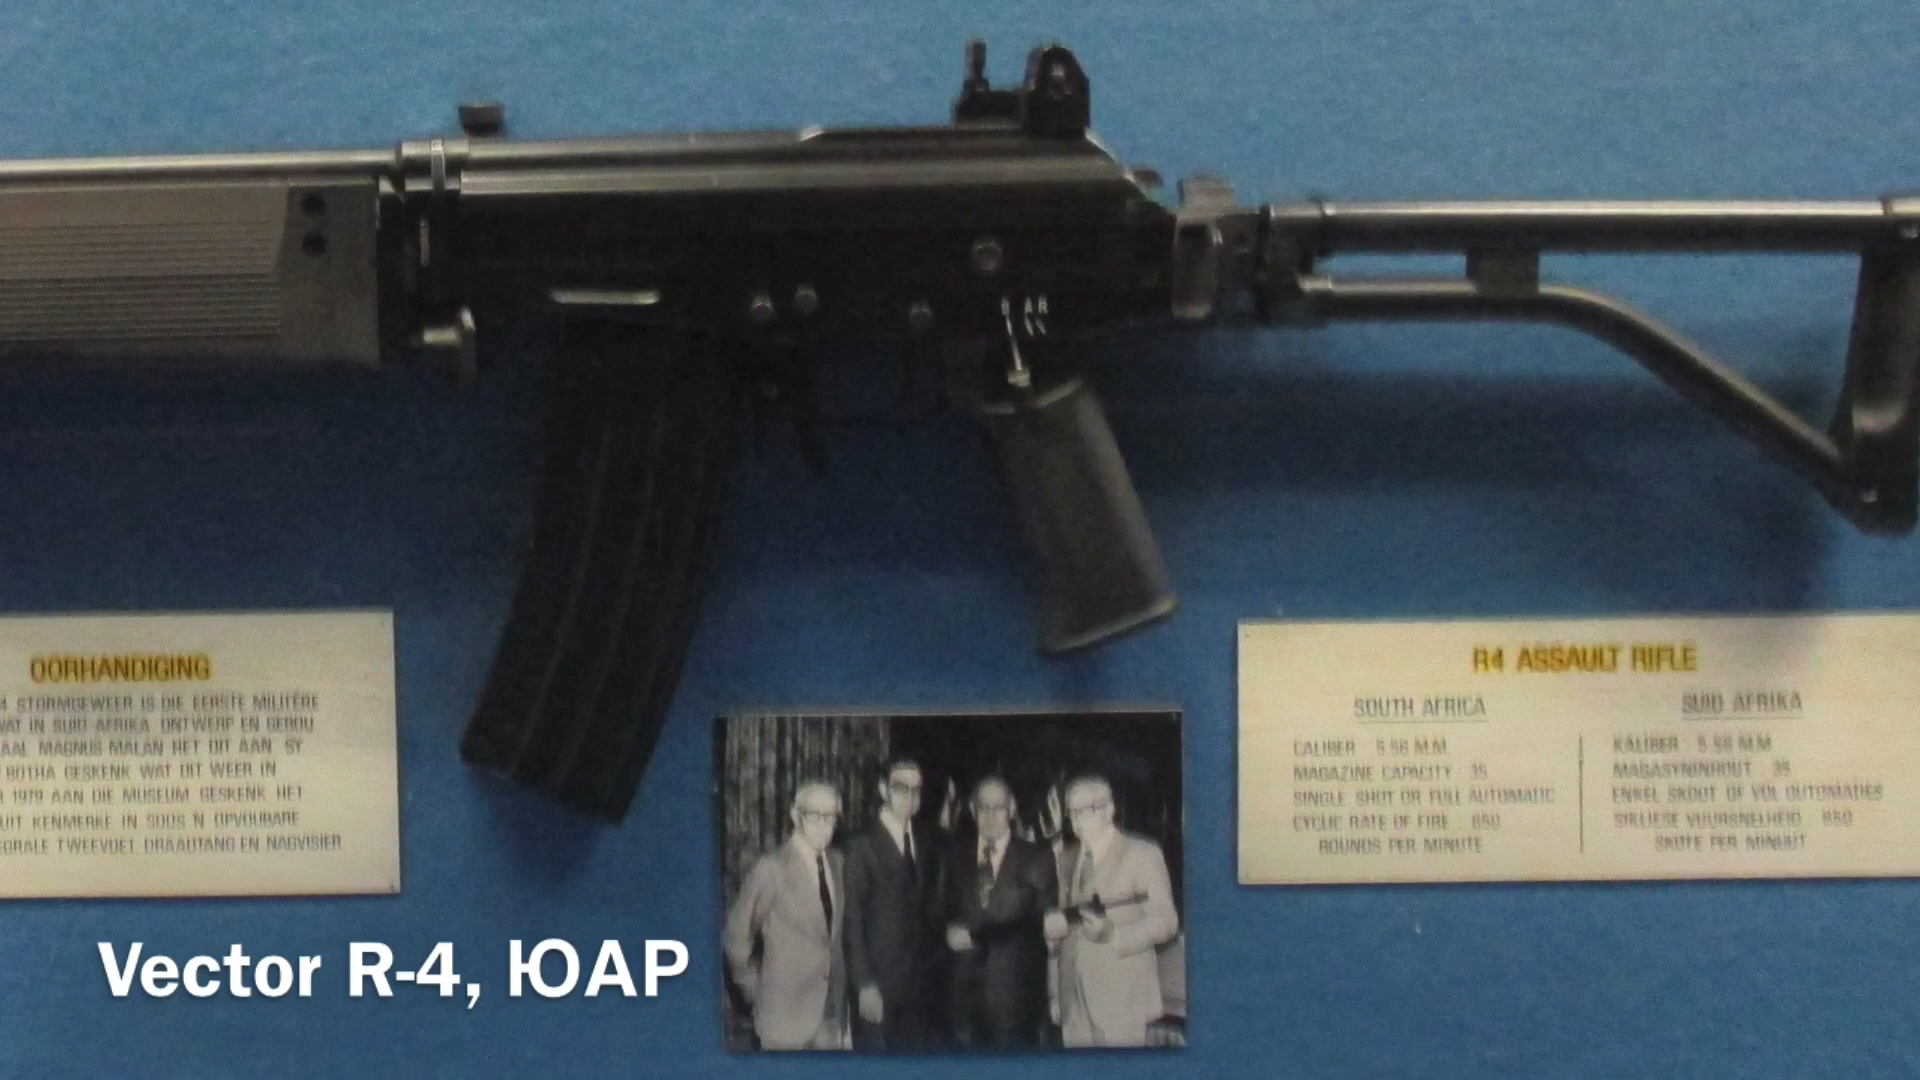 S A R
OORHANDIGING
4 STORMGEWEER IS DIE EERSTE MILITÊRE
WAT IN SUID AFRIKA ONTWERP EN GEBOU
AAL MAGNUS MALAN HET DIT AAN SY
BOTHA GESKENK WAT DIT WEER IN
1979 AAN DIE MUSEUM GESKENK HET
UIT KENMERKE IN SOOS 'N OPVOUBARE
EGRALE TWEEVOET DRAADTANG EN NAGVISIER
R4 ASSAULT RIFLE
SOUTH AFRICA
CALIBER 5.56 M.M.
MAGAZINE CAPACITY 35
SINGLE SHOT OR FULL AUTOMATIC
CYCLIC RATE OF FIRE 650
ROUNDS PER MINUTE
SUID AFRIKA
KALIBER 5.56 M.M.
MAGASYNINHOUT 35
ENKEL SKOOT OF VOL OUTOMATIES
SIKLIESE VUURSNELHEID 650
SKOTE PER MINUUT
Vector R-4, ЮАР